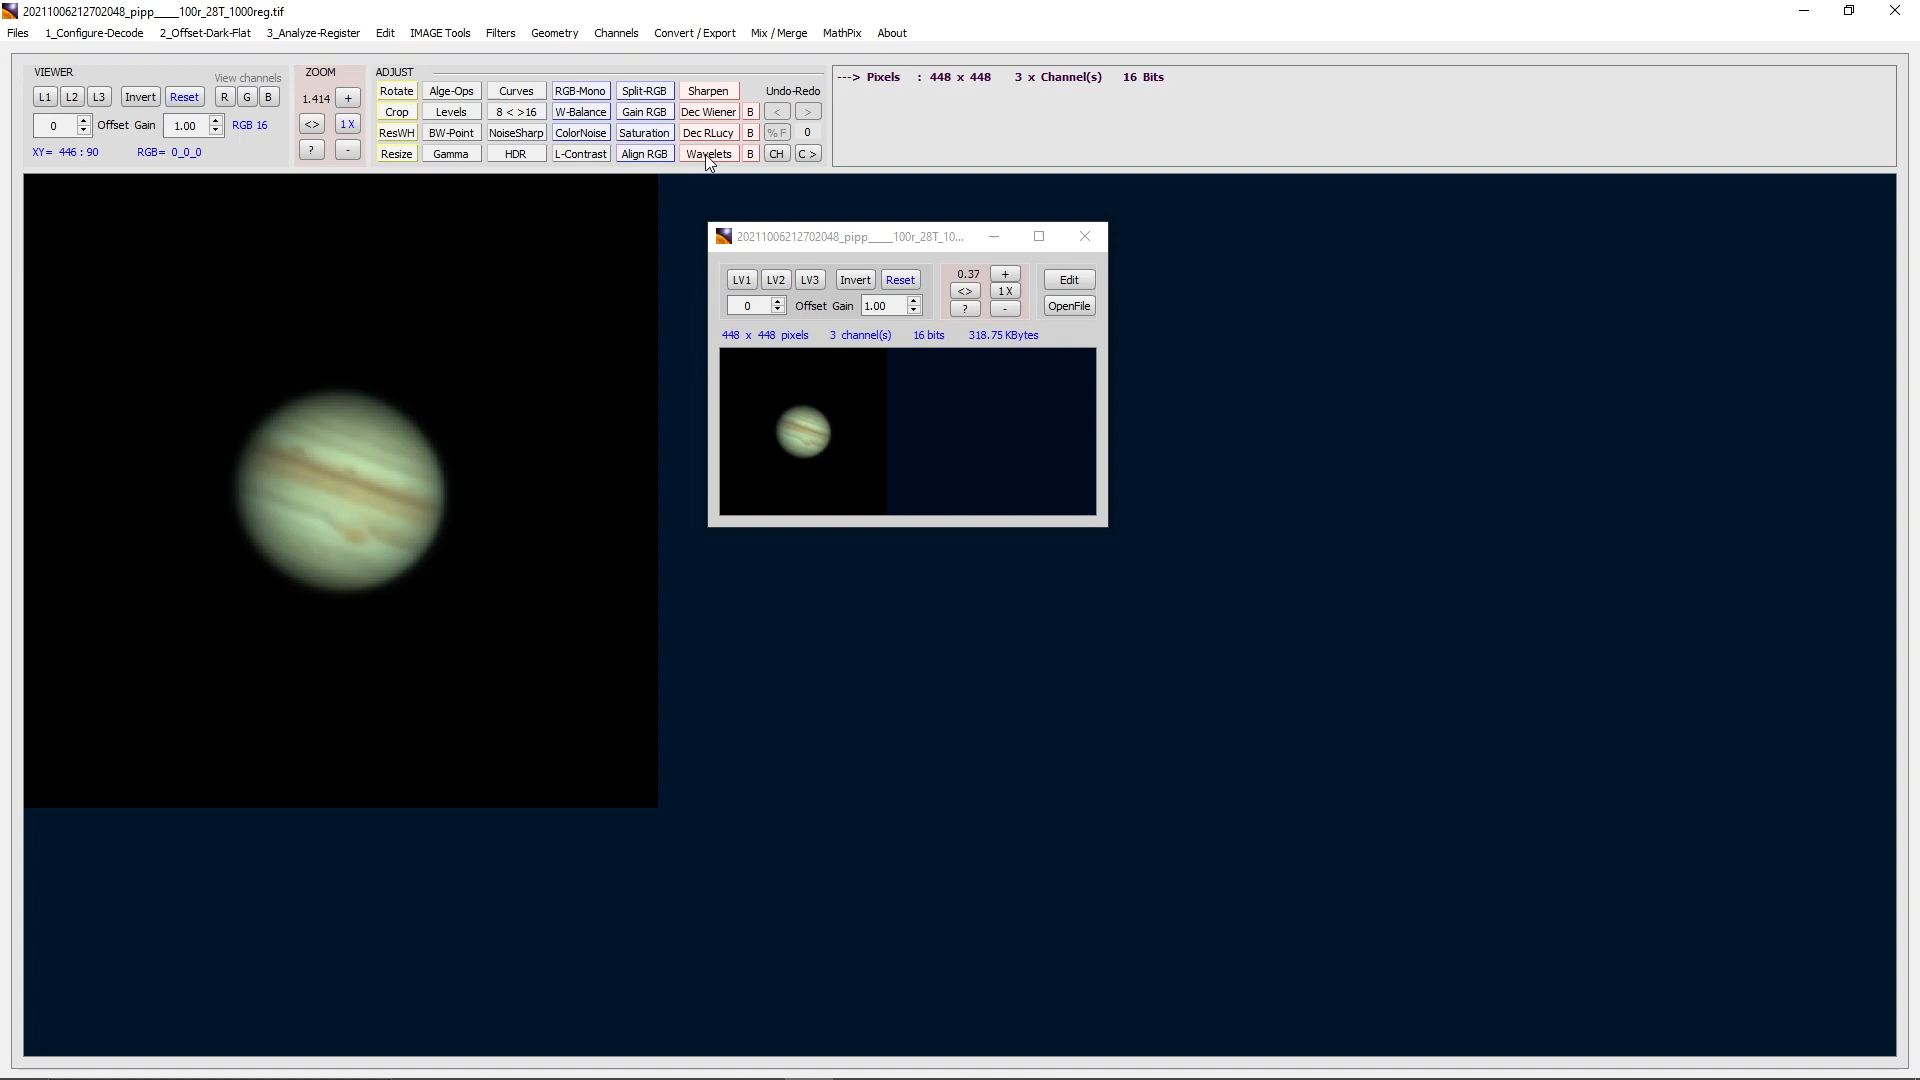 20211006212702048_pipp____100r_28T_1000reg.tif
Files 1_Configure-Decode 2_Offset-Dark-Flat 3_Analyze-Register Edit IMAGE Tools Filters Geometry Channels Convert / Export Mix / Merge MathPix About
VIEWER View channels
L1 L2 L3 Invert Reset R G B
0 Offset Gain 1.00 RGB 16
XY= 446 : 90 RGB= 0_0_0
ZOOM
1.414 +
<> 1X
? -
ADJUST
Rotate Alge-Ops Curves RGB-Mono Split-RGB Sharpen Undo-Redo
Crop Levels 8 < >16 W-Balance Gain RGB Dec Wiener B < >
ResWH BW-Point NoiseSharp ColorNoise Saturation Dec RLucy B % F 0
Resize Gamma HDR L-Contrast Align RGB Wavelets B CH C >
---> Pixels : 448 x 448 3 x Channel(s) 16 Bits
20211006212702048_pipp____100r_28T_10...
LV1 LV2 LV3 Invert Reset 0.37 + Edit
<> 1X
0 Offset Gain 1.00 ? - OpenFile
448 x 448 pixels 3 channel(s) 16 bits 318.75 KBytes